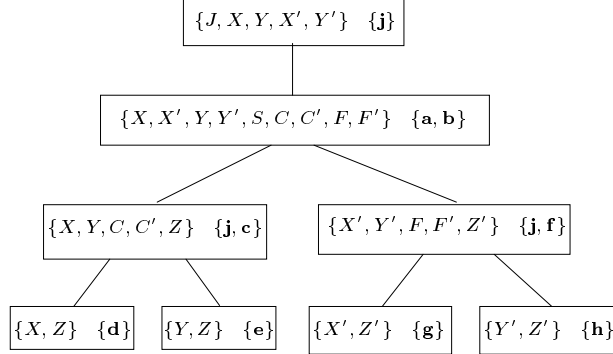 {J, X, Y, X′, Y′} {j}
{X, X′, Y, Y′, S, C, C′, F, F′} {a, b}
{X, Y, C, C′, Z} {j, c} {X′, Y′, F, F′, Z′} {j, f}
{X, Z} {d} {Y, Z} {e} {X′, Z′} {g} {Y′, Z′} {h}